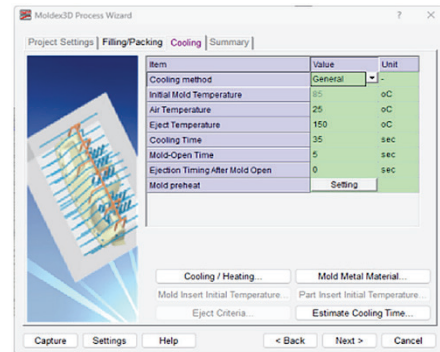 Moldex3D Process Wizard ? ×
Project Settings Filling/Packing Cooling Summary
Item Value Unit
Cooling method General -
Initial Mold Temperature 85 oC
Air Temperature 25 oC
Eject Temperature 150 oC
Cooling Time 35 sec
Mold-Open Time 5 sec
Ejection Timing After Mold Open 0 sec
Mold preheat Setting
Cooling / Heating... Mold Metal Material...
Mold Insert Initial Temperature... Part Insert Initial Temperature...
Eject Criteria... Estimate Cooling Time...
Capture Settings Help < Back Next > Cancel